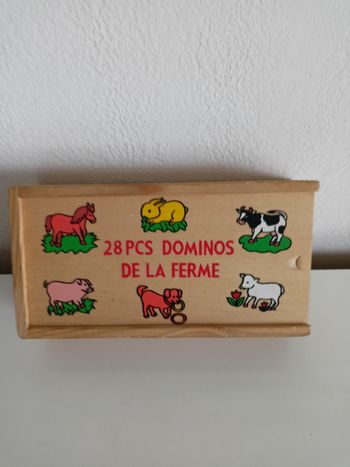 28 PCS DOMINOS
DE LA FERME